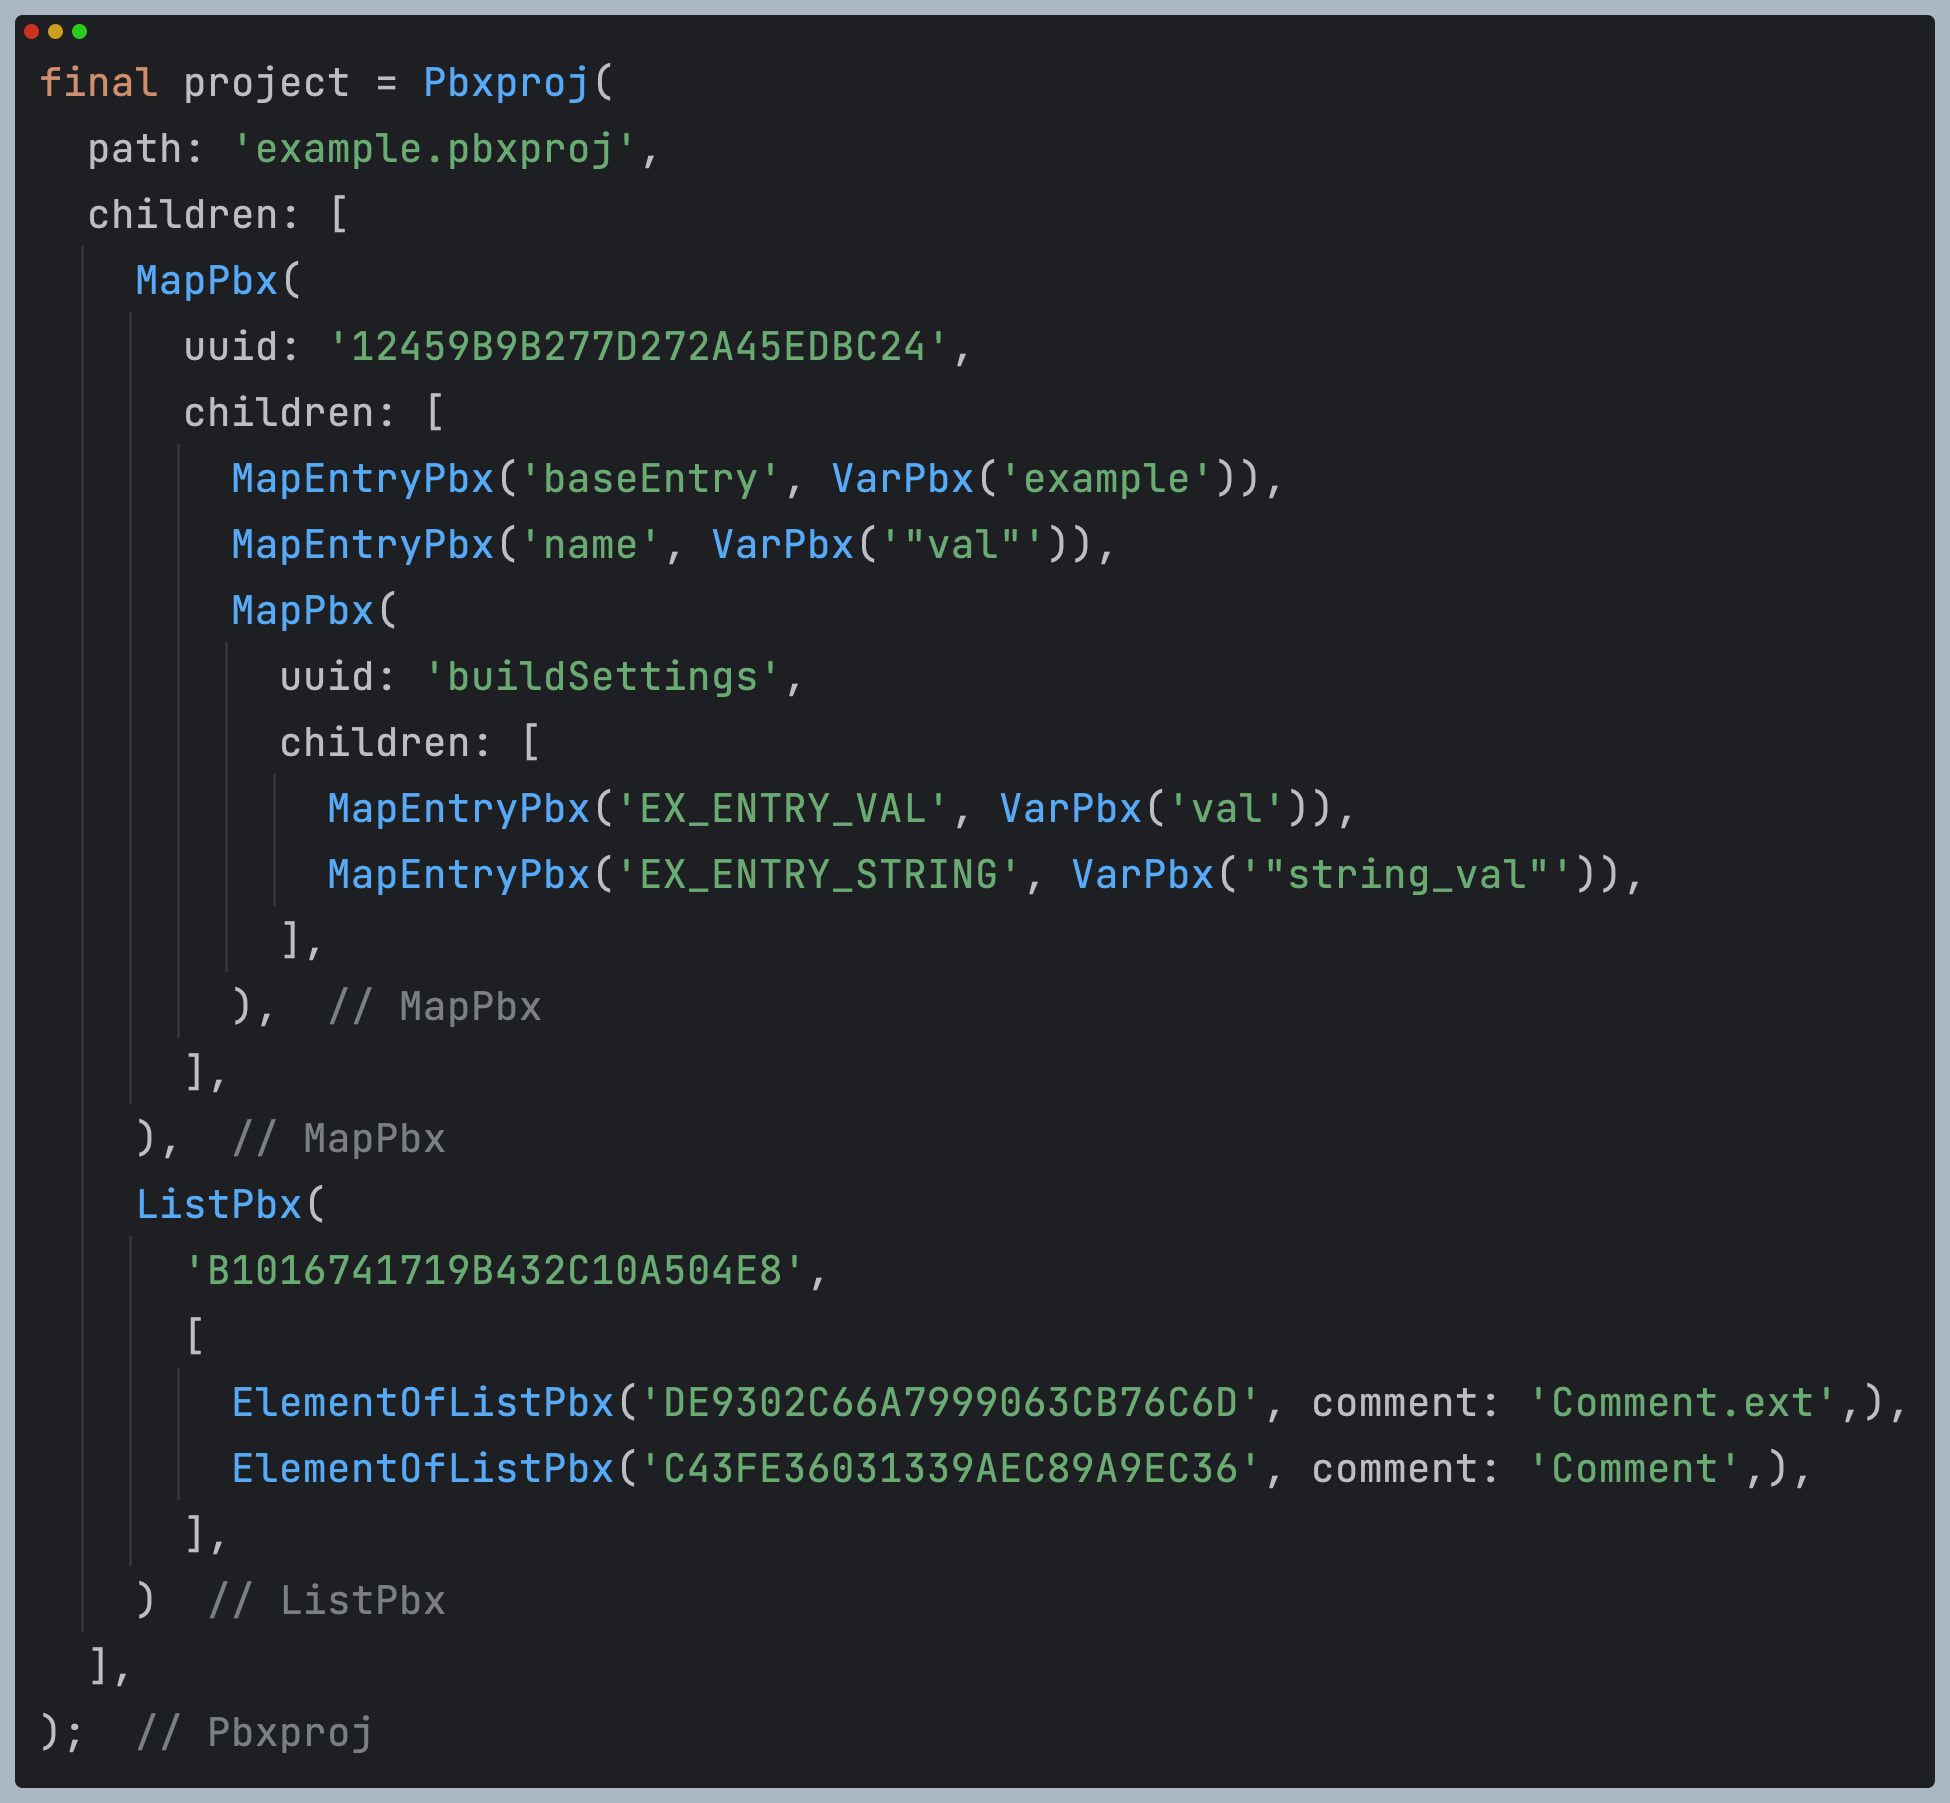 final project = Pbxproj(
  path: 'example.pbxproj',
  children: [
    MapPbx(
      uuid: '12459B9B277D272A45EDBC24',
      children: [
        MapEntryPbx('baseEntry', VarPbx('example')),
        MapEntryPbx('name', VarPbx('"val"')),
        MapPbx(
          uuid: 'buildSettings',
          children: [
            MapEntryPbx('EX_ENTRY_VAL', VarPbx('val')),
            MapEntryPbx('EX_ENTRY_STRING', VarPbx('"string_val"')),
          ],
        ),  // MapPbx
      ],
    ),  // MapPbx
    ListPbx(
      'B1016741719B432C10A504E8',
      [
        ElementOfListPbx('DE9302C66A7999063CB76C6D', comment: 'Comment.ext',),
        ElementOfListPbx('C43FE36031339AEC89A9EC36', comment: 'Comment',),
      ],
    )  // ListPbx
  ],
);  // Pbxproj